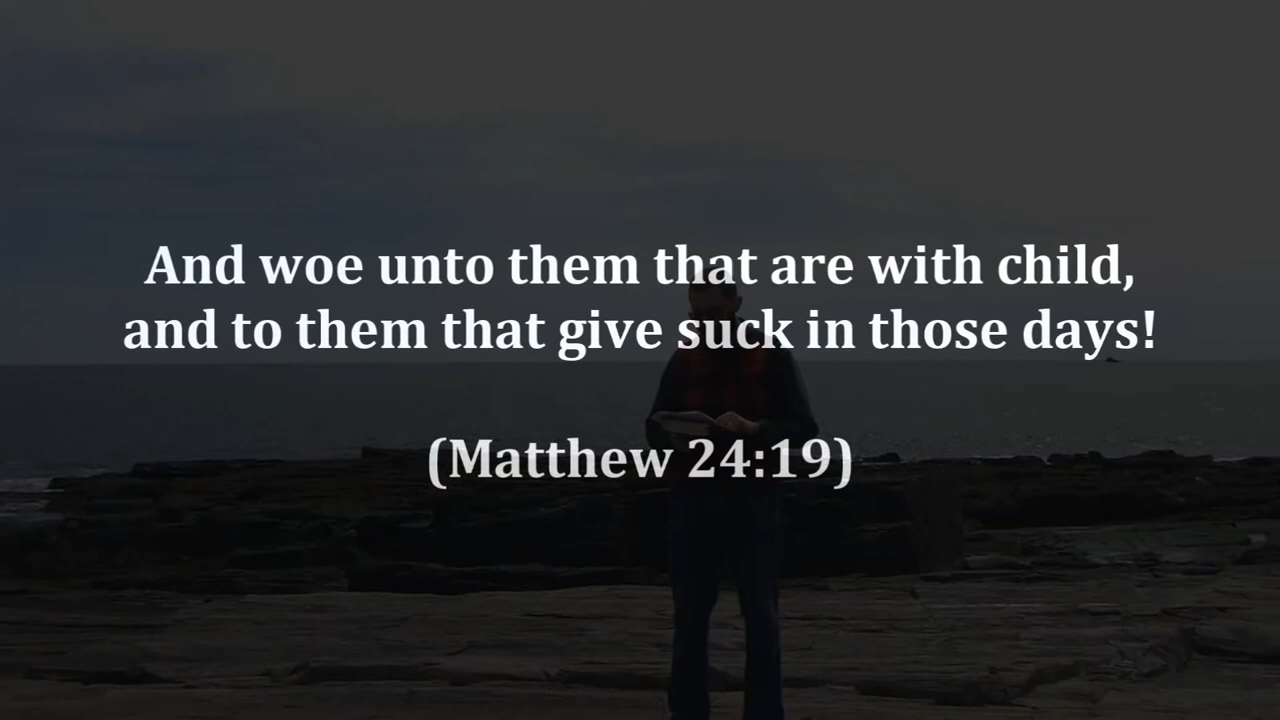 And woe unto them that are with child,
and to them that give suck in those days!
(Matthew 24:19)